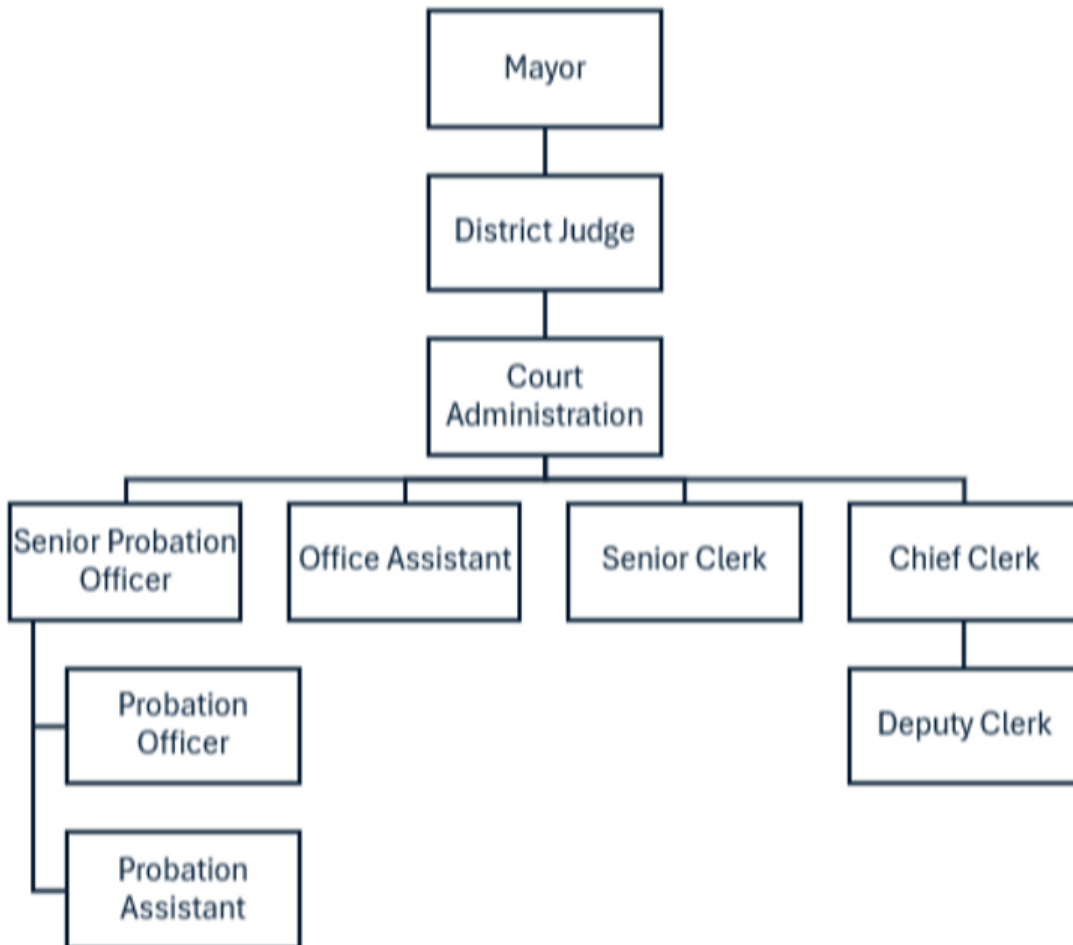 Mayor
District Judge
Court
Administration
Senior Probation
Officer
Office Assistant
Senior Clerk
Chief Clerk
Probation
Officer
Deputy Clerk
Probation
Assistant